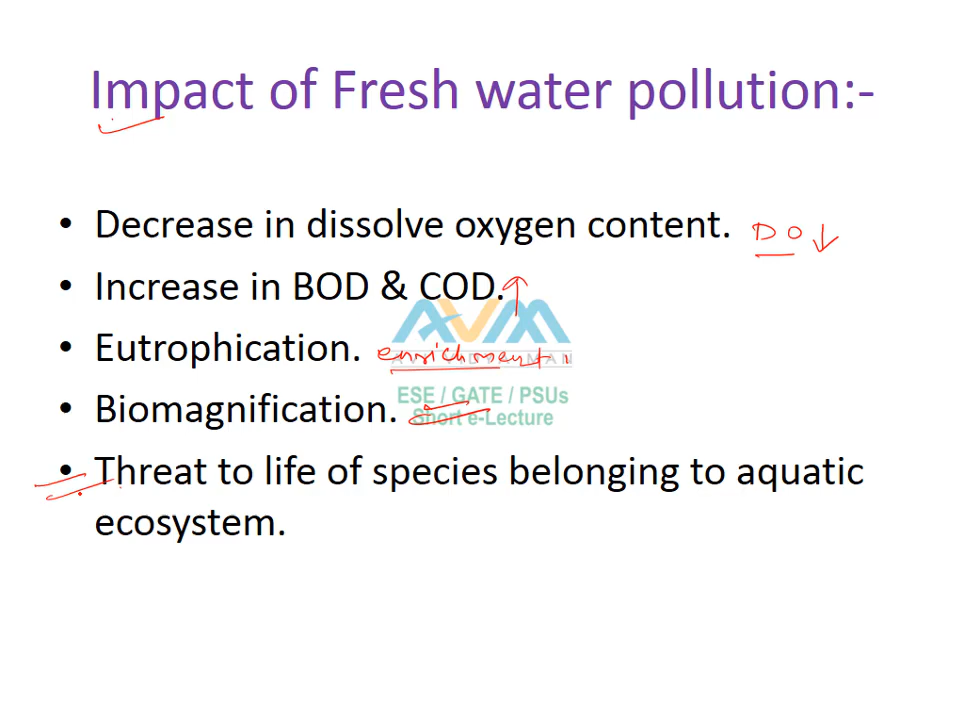 Impact of Fresh water pollution:-
• Decrease in dissolve oxygen content. DO ↓
• Increase in BOD & COD. ↑
• Eutrophication. enrichment
• Biomagnification.
ESE / GATE / PSUs
Short e-Lecture
• Threat to life of species belonging to aquatic
ecosystem.